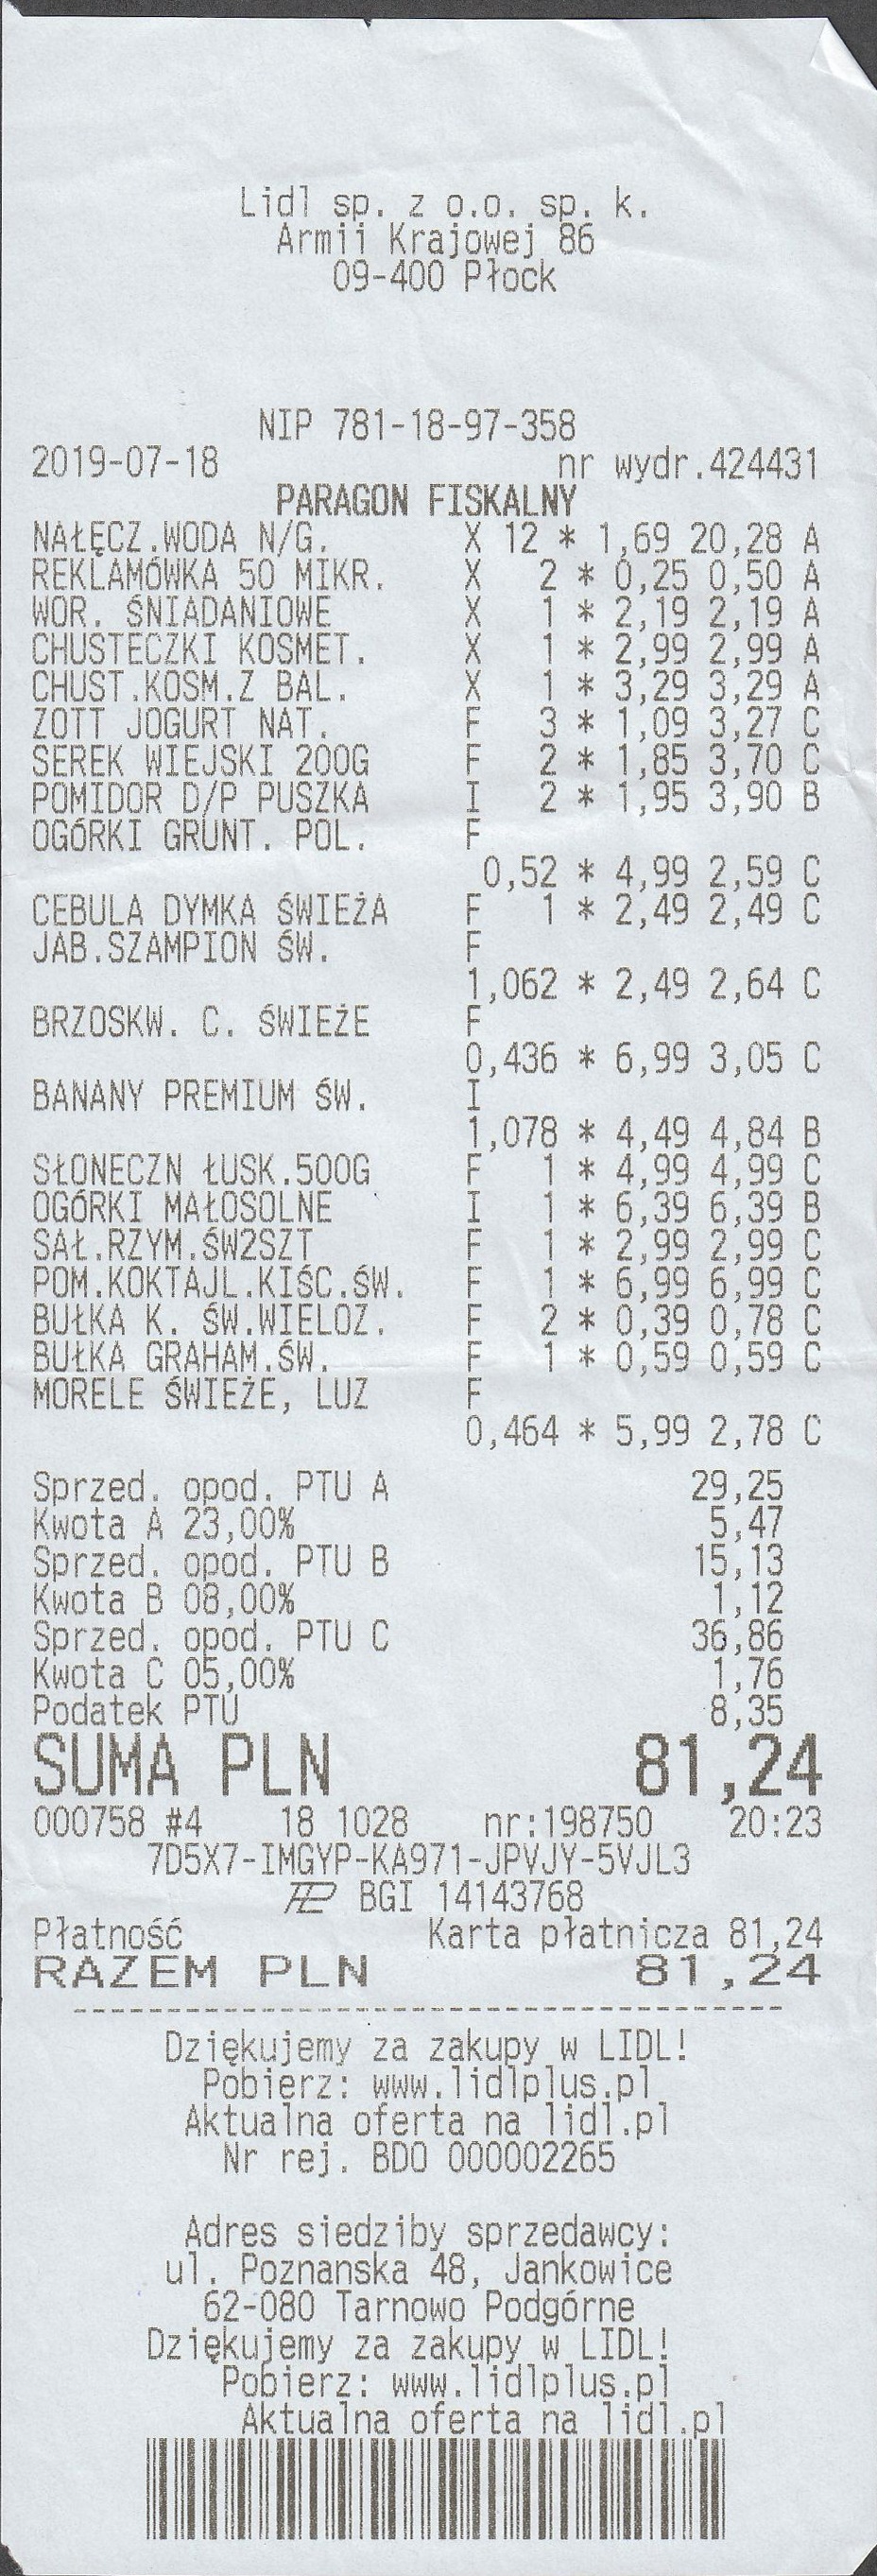 Lidl sp. z o.o. sp. k.
Armii Krajowej 86
09-400 Płock
NIP 781-18-97-358
2019-07-18 nr wydr.424431
PARAGON FISKALNY
NAŁĘCZ.WODA N/G. X 12 * 1,69 20,28 A
REKLAMÓWKA 50 MIKR. X 2 * 0,25 0,50 A
WOR. ŚNIADANIOWE X 1 * 2,19 2,19 A
CHUSTECZKI KOSMET. X 1 * 2,99 2,99 A
CHUST.KOSM.Z BAL. X 1 * 3,29 3,29 A
ZOTT JOGURT NAT. F 3 * 1,09 3,27 C
SEREK WIEJSKI 200G F 2 * 1,85 3,70 C
POMIDOR D/P PUSZKA I 2 * 1,95 3,90 B
OGÓRKI GRUNT. POL. F
0,52 * 4,99 2,59 C
CEBULA DYMKA ŚWIEŻA F 1 * 2,49 2,49 C
JAB.SZAMPION ŚW. F
1,062 * 2,49 2,64 C
BRZOSKW. C. ŚWIEŻE F
0,436 * 6,99 3,05 C
BANANY PREMIUM ŚW. I
1,078 * 4,49 4,84 B
SŁONECZN ŁUSK.500G F 1 * 4,99 4,99 C
OGÓRKI MAŁOSOLNE I 1 * 6,39 6,39 B
SAŁ.RZYM.ŚW2SZT F 1 * 2,99 2,99 C
POM.KOKTAJL.KIŚC.ŚW. F 1 * 6,99 6,99 C
BUŁKA K. ŚW.WIELOZ. F 2 * 0,39 0,78 C
BUŁKA GRAHAM.ŚW. F 1 * 0,59 0,59 C
MORELE ŚWIEŻE, LUZ F
0,464 * 5,99 2,78 C
Sprzed. opod. PTU A 29,25
Kwota A 23,00% 5,47
Sprzed. opod. PTU B 15,13
Kwota B 08,00% 1,12
Sprzed. opod. PTU C 36,86
Kwota C 05,00% 1,76
Podatek PTU 8,35
SUMA PLN 81,24
000758 #4 18 1028 nr:198750 20:23
7D5X7-IMGYP-KA971-JPVJY-5VJL3
BGI 14143768
Płatność Karta płatnicza 81,24
RAZEM PLN 81,24
Dziękujemy za zakupy w LIDL!
Pobierz: www.lidlplus.pl
Aktualna oferta na lidl.pl
Nr rej. BDO 000002265
Adres siedziby sprzedawcy:
ul. Poznanska 48, Jankowice
62-080 Tarnowo Podgórne
Dziękujemy za zakupy w LIDL!
Pobierz: www.lidlplus.pl
Aktualna oferta na lidl.pl